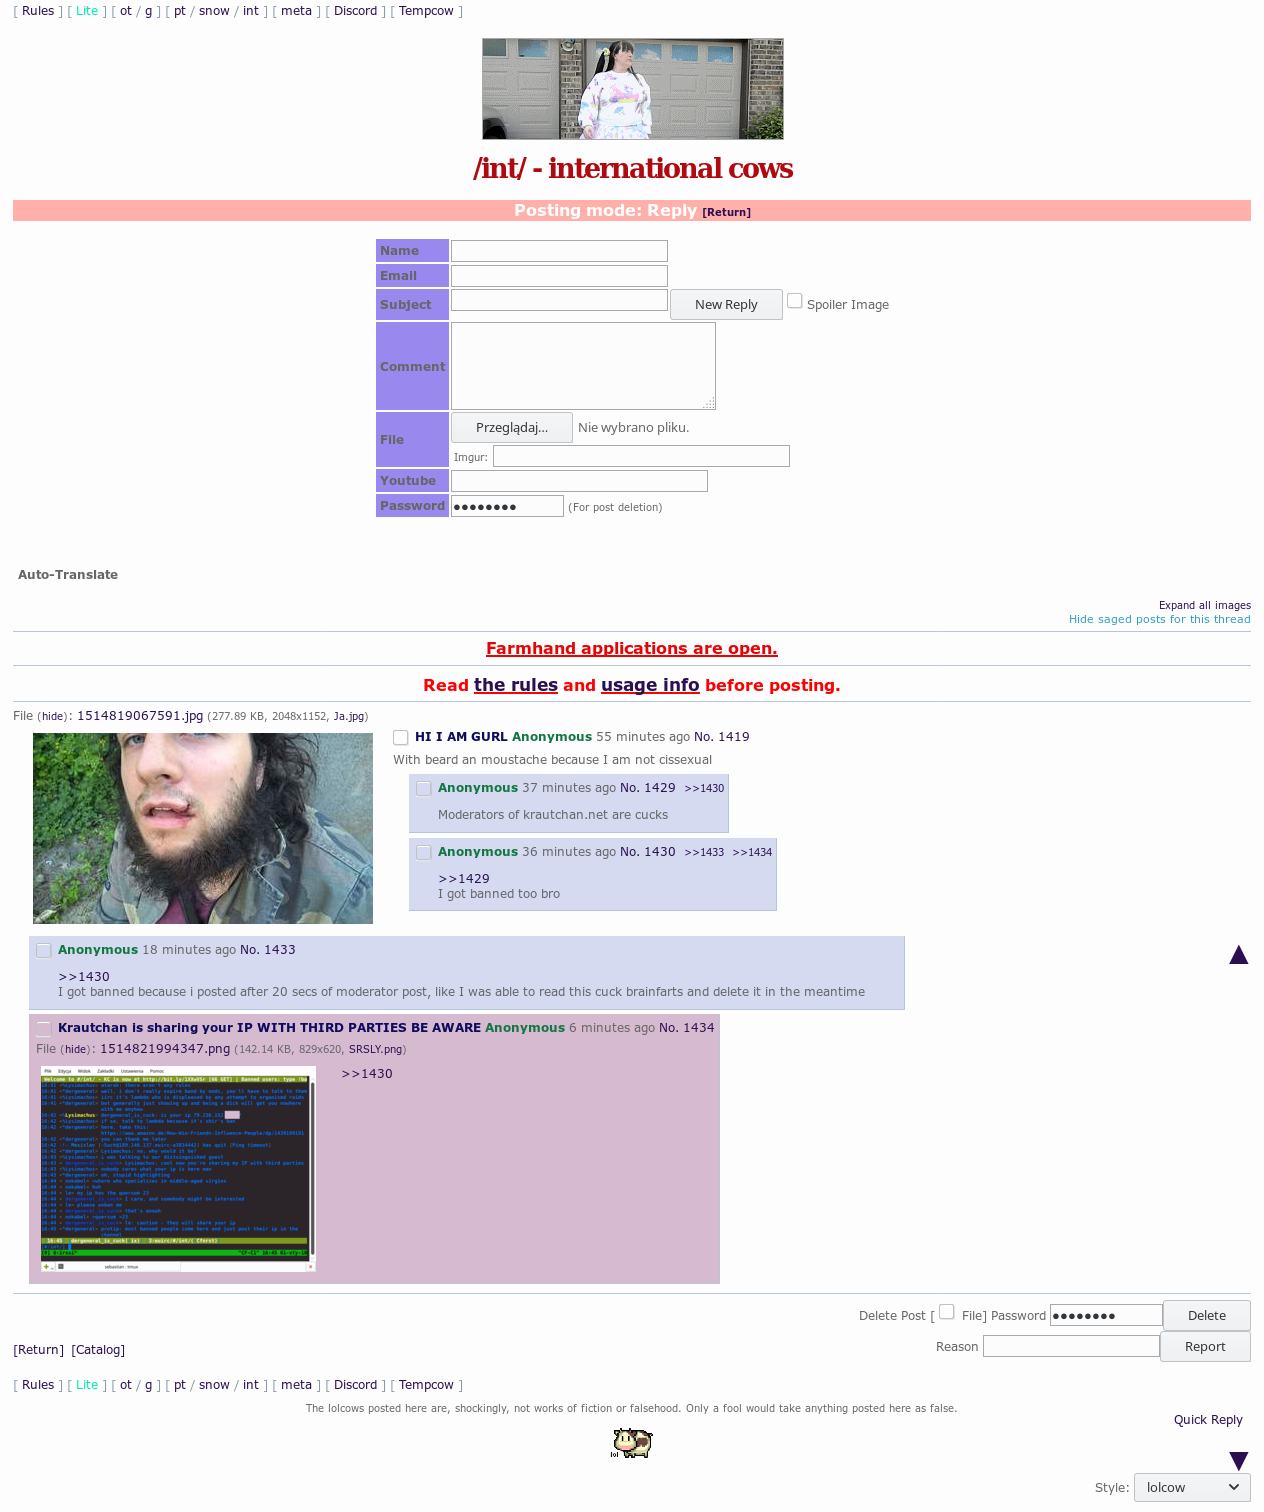 [ Rules ] [ Lite ] [ ot / g ] [ pt / snow / int ] [ meta ] [ Discord ] [ Tempcow ]
/int/ - international cows
Posting mode: Reply [Return]
Name
Email
Subject New Reply Spoiler Image
Comment
File Przeglądaj... Nie wybrano pliku.
Imgur:
Youtube
Password ●●●●●●●● (For post deletion)
Auto-Translate
Expand all images
Hide saged posts for this thread
Farmhand applications are open.
Read the rules and usage info before posting.
File (hide): 1514819067591.jpg (277.89 KB, 2048x1152, Ja.jpg)
HI I AM GURL Anonymous 55 minutes ago No. 1419
With beard an moustache because I am not cissexual
Anonymous 37 minutes ago No. 1429 >>1430
Moderators of krautchan.net are cucks
Anonymous 36 minutes ago No. 1430 >>1433 >>1434
>>1429
I got banned too bro
Anonymous 18 minutes ago No. 1433
>>1430
I got banned because i posted after 20 secs of moderator post, like I was able to read this cuck brainfarts and delete it in the meantime
Krautchan is sharing your IP WITH THIRD PARTIES BE AWARE Anonymous 6 minutes ago No. 1434
File (hide): 1514821994347.png (142.14 KB, 829x620, SRSLY.png)
>>1430
Delete Post [ File] Password ●●●●●●●● Delete
Reason Report
[Return] [Catalog]
[ Rules ] [ Lite ] [ ot / g ] [ pt / snow / int ] [ meta ] [ Discord ] [ Tempcow ]
The lolcows posted here are, shockingly, not works of fiction or falsehood. Only a fool would take anything posted here as false.
Quick Reply
lol
Style: lolcow